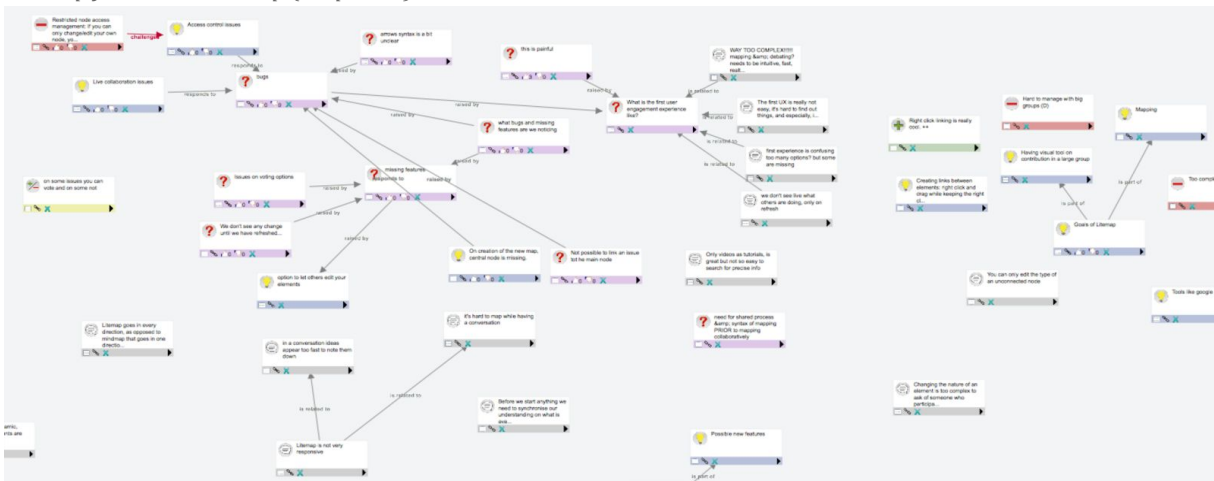 Restricted node access
management: if you can
only change/edit your own
node, yo...
challenges
Access control issues
responds to
Live collaboration issues
responds to
bugs
arrows syntax is a bit
unclear
raised by
this is painful
raised by
WAY TOO COMPLEX!!!!!
mapping &amp; debating?
needs to be intuitive, fast,
reall...
is related to
What is the first user
engagement experience
like?
raised by
The first UX is really not
easy, it's hard to find out
things, and especially, i...
is related to
first experience is confusing
too many options? but some
are missing
is related to
we don't see live what
others are doing, only on
refresh
is related to
what bugs and missing
features are we noticing
raised by
raised by
missing features
responds to
raised by
Issues on voting options
raised by
We don't see any change
until we have refreshed...
raised by
raised by
option to let others edit your
elements
On creation of the new map,
central node is missing.
Not possible to
an issue
main node
on some issues you can
vote and on some not
Litemap goes in every
direction, as opposed to
mindmap that goes in one
directio...
in a conversation ideas
appear too fast to note them
down
it's hard to map while having
a conversation
is related to
is related to
Litemap is not very
responsive
Before we start anything we
need to synchronise our
understanding on what is
exa...
Only videos as tutorials, is
great but not so easy to
search for precise info
need for shared process
&amp; syntax of mapping
PRIOR to mapping
collaboratively
Possible new features
is part of
Right click linking is really
cool. ++
Creating links between
elements: right click and
drag while keeping the right
cl...
Hard to manage with big
groups (D)
Having visual tool on
contribution in a large group
Mapping
is part of
is part of
Goals of Litemap
Too compl
You can only edit the type of
an unconnected node
Tools like google
Changing the nature of an
element is too complex to
ask of someone who
participa...
amic,
nts are